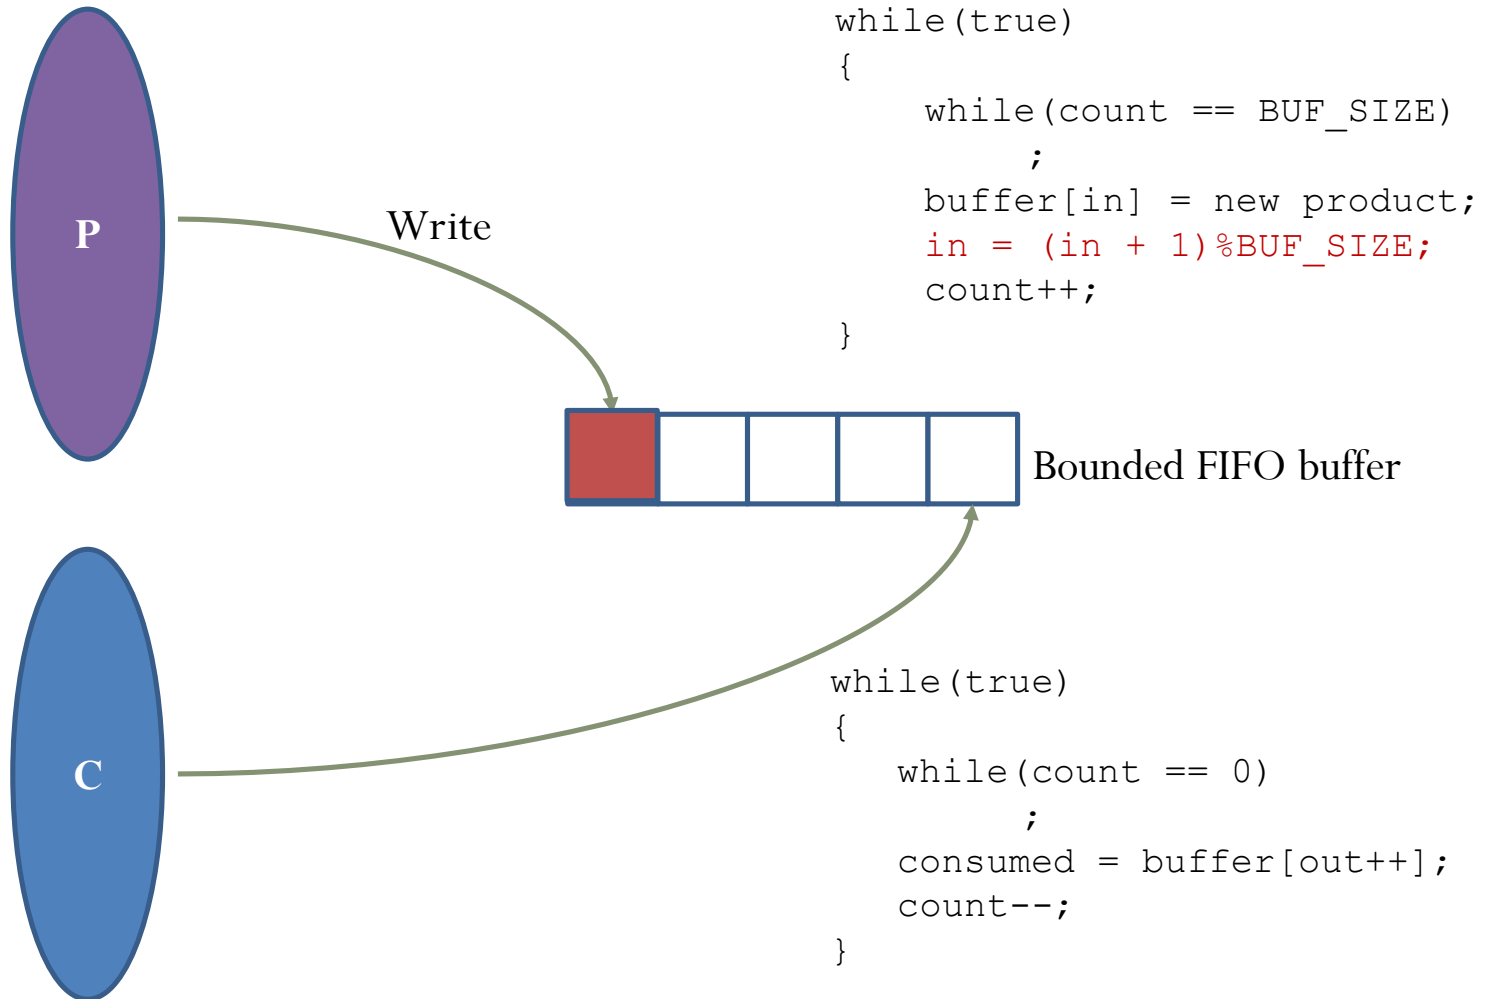 while(true)
{
while(count == BUF_SIZE)
;
buffer[in] = new product;
in = (in + 1)%BUF_SIZE;
count++;
}
P
Write
Bounded FIFO buffer
C
while(true)
{
while(count == 0)
;
consumed = buffer[out++];
count--;
}